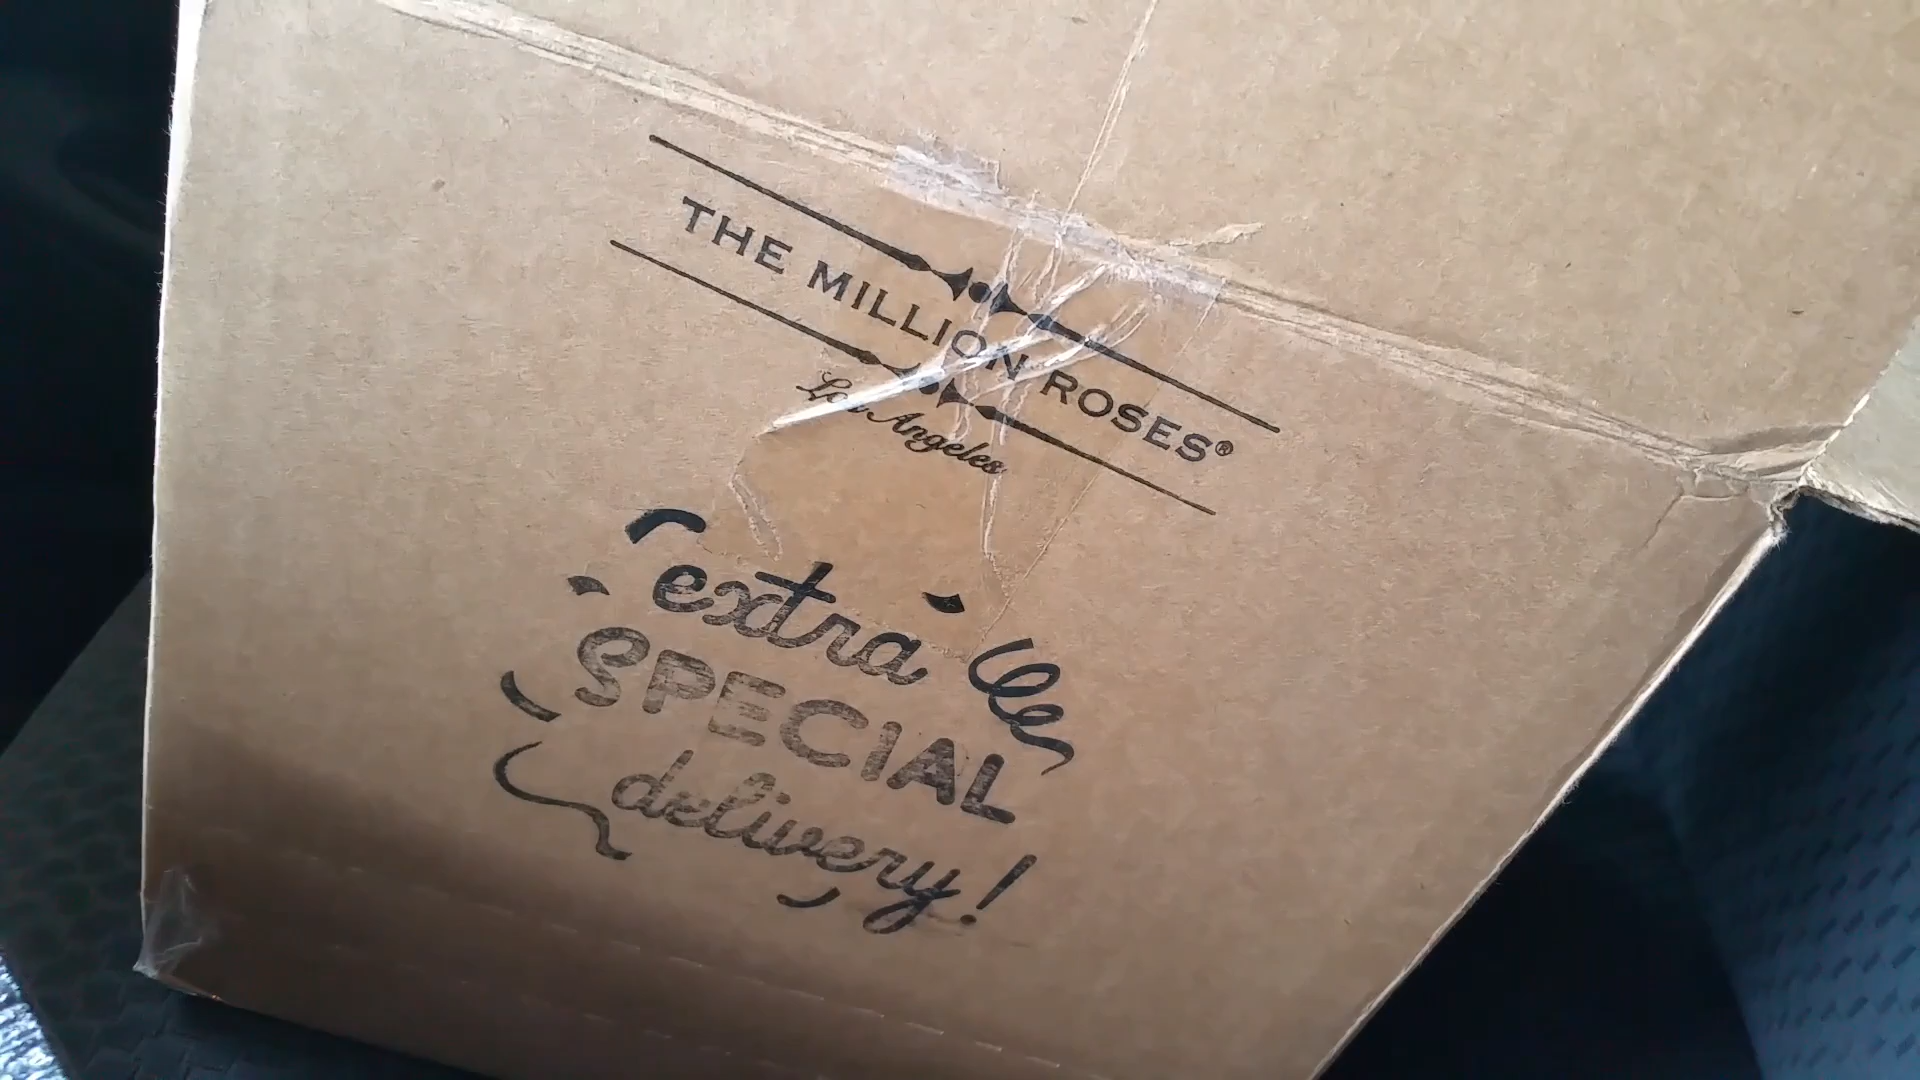 THE MILLION ROSES®
Los Angeles
extra
SPECIAL
delivery!